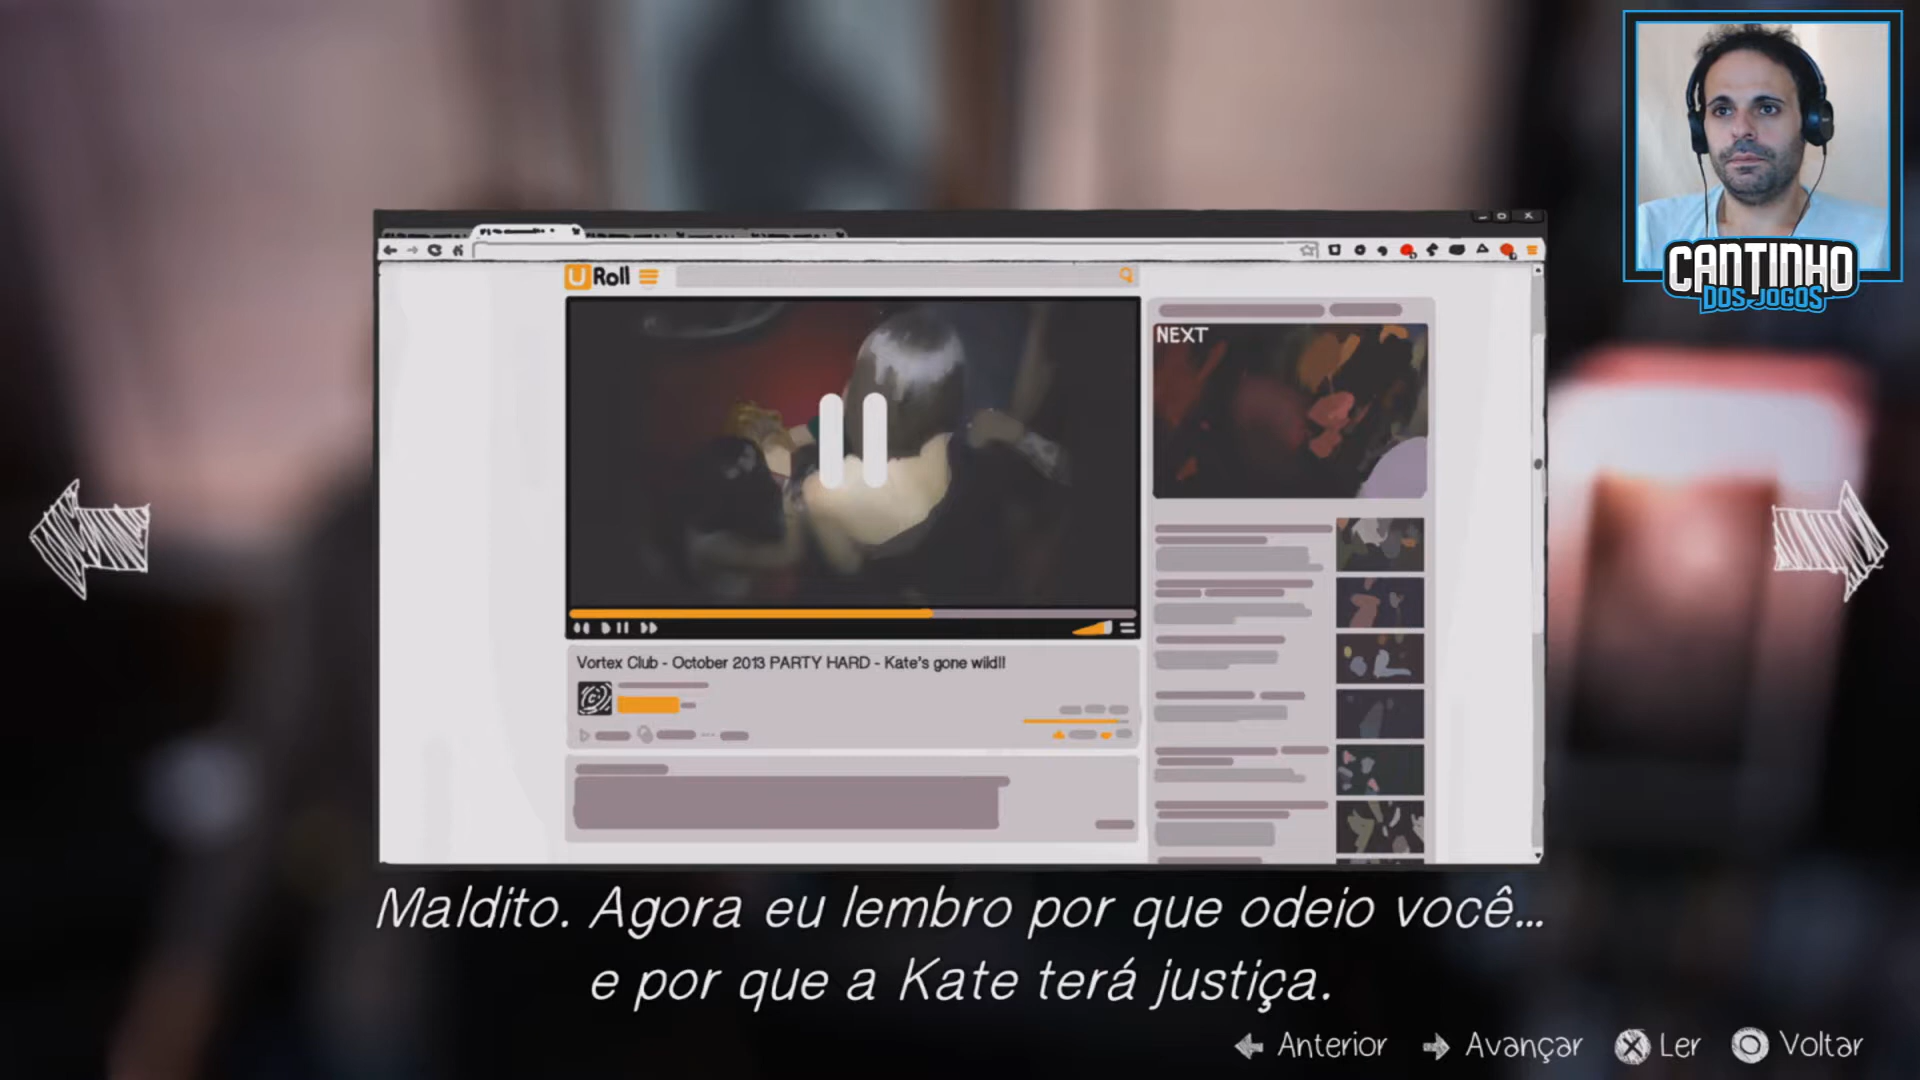 CANTINHO
DOS JOGOS
U Roll
NEXT
Vortex Club - October 2013 PARTY HARD - Kate's gone wild!!
Maldito. Agora eu lembro por que odeio você...
e por que a Kate terá justiça.
Anterior Avançar Ler Voltar